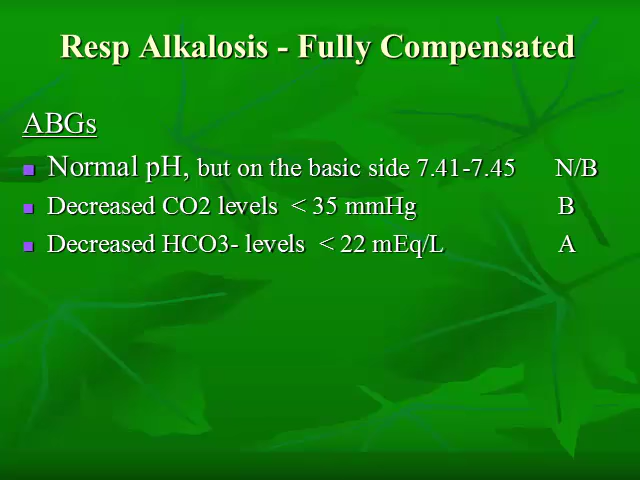 Resp Alkalosis - Fully Compensated
ABGs
Normal pH, but on the basic side 7.41-7.45 N/B
Decreased CO2 levels < 35 mmHg B
Decreased HCO3- levels < 22 mEq/L A